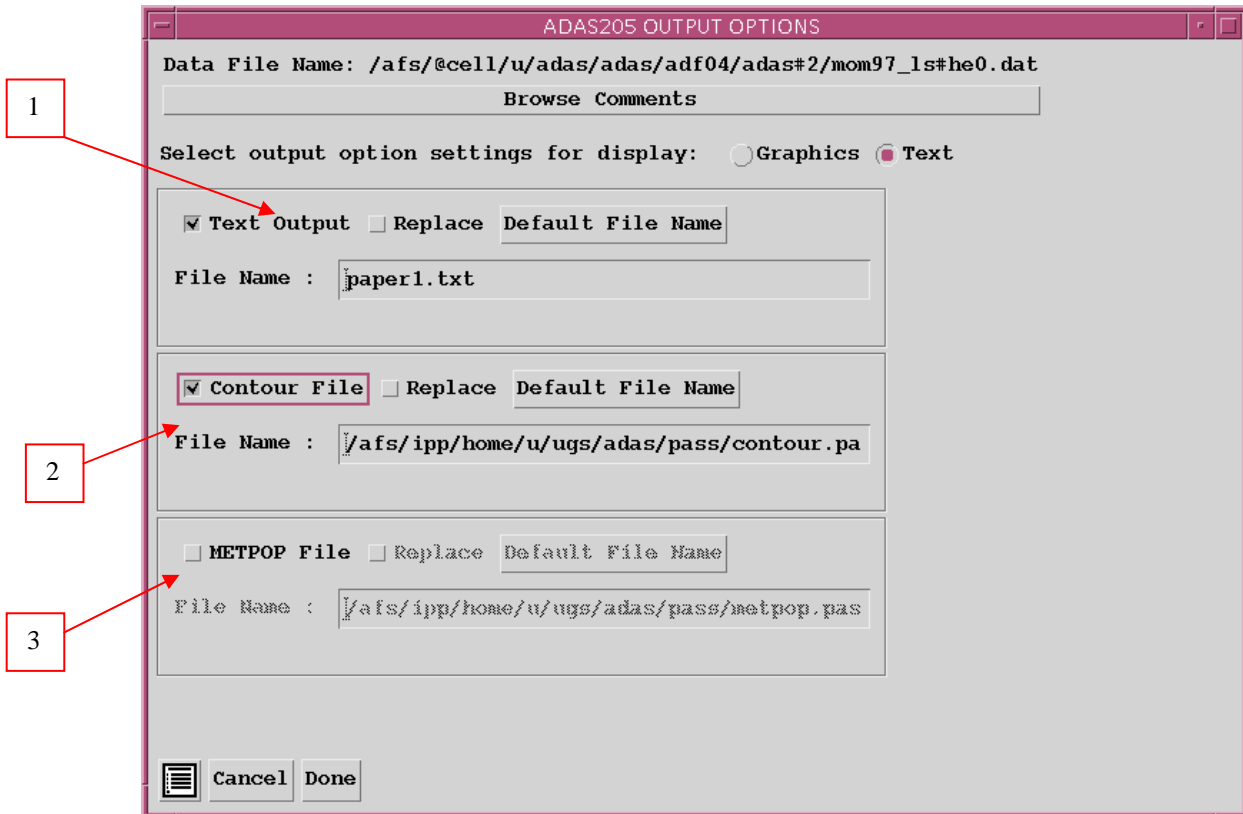 ADAS205 OUTPUT OPTIONS
Data File Name: /afs/@cell/u/adas/adas/adf04/adas#2/mom97_ls#he0.dat
Browse Comments
1
Select output option settings for display: Graphics Text
Text Output Replace Default File Name
File Name : paper1.txt
Contour File Replace Default File Name
File Name : /afs/ipp/home/u/ugs/adas/pass/contour.pa
2
METPOP File Replace Default File Name
File Name : /afs/ipp/home/u/ugs/adas/pass/metpop.pas
3
Cancel Done